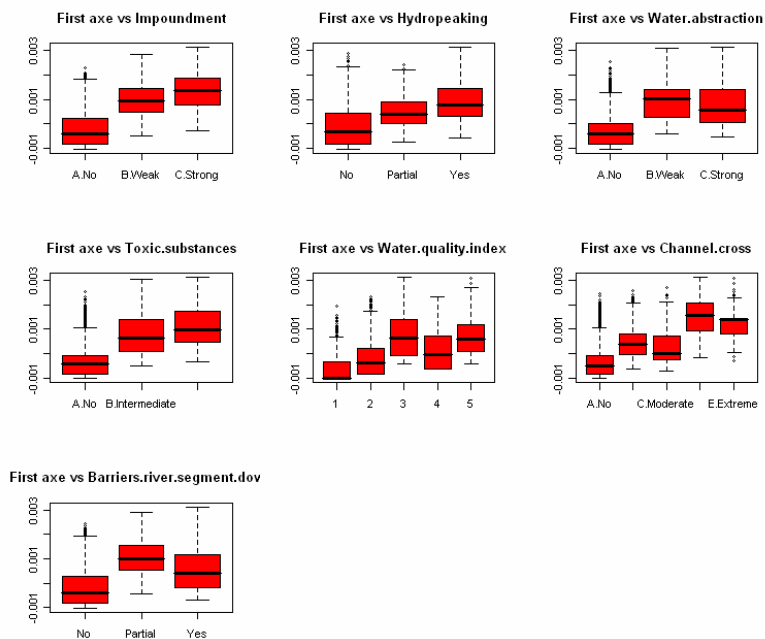 First axe vs Impoundment
First axe vs Hydropeaking
First axe vs Water.abstraction
0.003
0.001
-0.001
A.No B.Weak C.Strong
0.003
0.001
-0.001
No Partial Yes
0.003
0.001
-0.001
A.No B.Weak C.Strong
First axe vs Toxic.substances
First axe vs Water.quality.index
First axe vs Channel.cross
0.003
0.001
-0.001
A.No B.Intermediate
0.003
0.001
-0.001
1 2 3 4 5
0.003
0.001
-0.001
A.No C.Moderate E.Extreme
First axe vs Barriers.river.segment.dov
0.003
0.001
-0.001
No Partial Yes